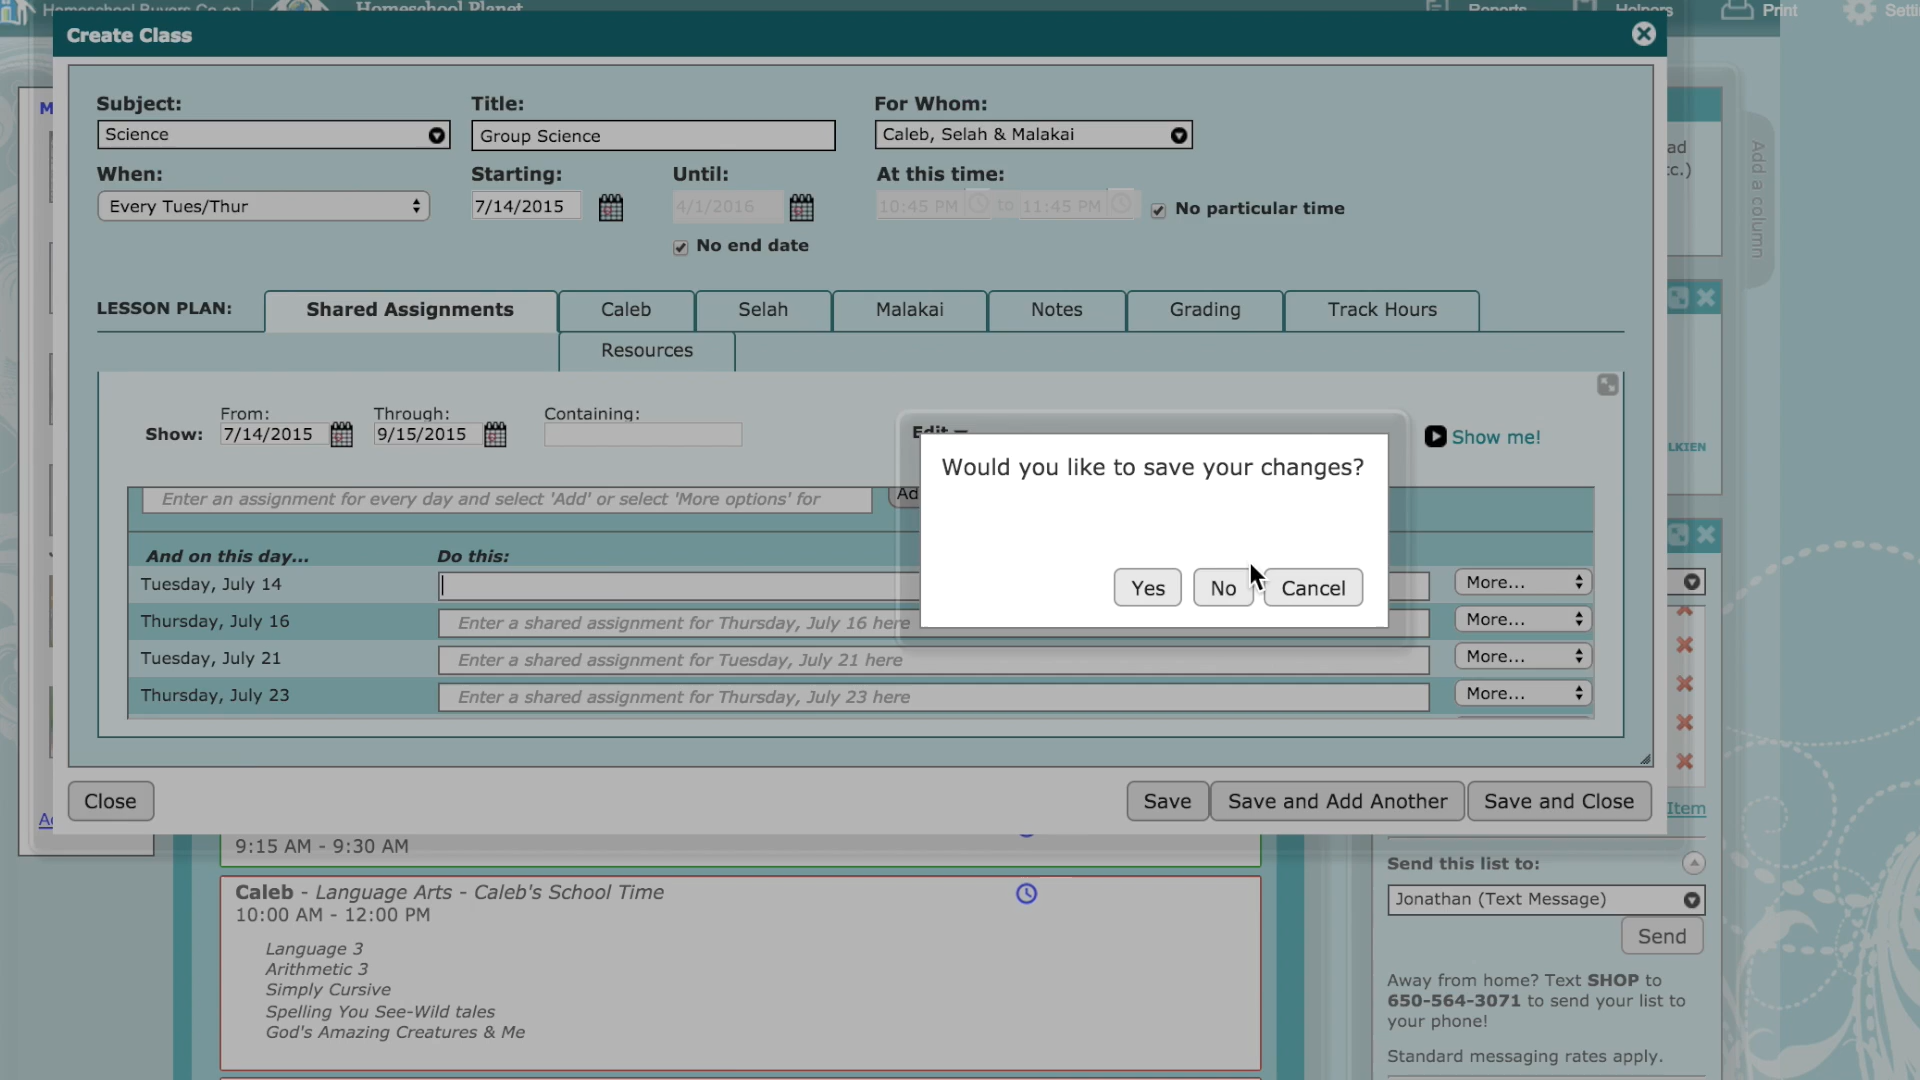 Homeschool Buyers Co-op
Homeschool Planet
Reports
Helpers
Print
Create Class
Subject:
Title:
For Whom:
Science
Group Science
Caleb, Selah & Malakai
When:
Starting:
Until:
At this time:
Every Tues/Thur
7/14/2015
4/1/2016
10:45 PM to 11:45 PM
No particular time
No end date
Add a column
LESSON PLAN:
Shared Assignments
Caleb
Selah
Malakai
Notes
Grading
Track Hours
Resources
Show:
From:
7/14/2015
Through:
9/15/2015
Containing:
Edit
Show me!
Would you like to save your changes?
Yes
No
Cancel
Enter an assignment for every day and select 'Add' or select 'More options' for
And on this day...
Do this:
Tuesday, July 14
More...
Thursday, July 16
Enter a shared assignment for Thursday, July 16 here
More...
Tuesday, July 21
Enter a shared assignment for Tuesday, July 21 here
More...
Thursday, July 23
Enter a shared assignment for Thursday, July 23 here
More...
Close
Save
Save and Add Another
Save and Close
Item
9:15 AM - 9:30 AM
Caleb - Language Arts - Caleb's School Time
10:00 AM - 12:00 PM
Language 3
Arithmetic 3
Simply Cursive
Spelling You See-Wild tales
God's Amazing Creatures & Me
Send this list to:
Jonathan (Text Message)
Send
Away from home? Text SHOP to
650-564-3071 to send your list to
your phone!
Standard messaging rates apply.